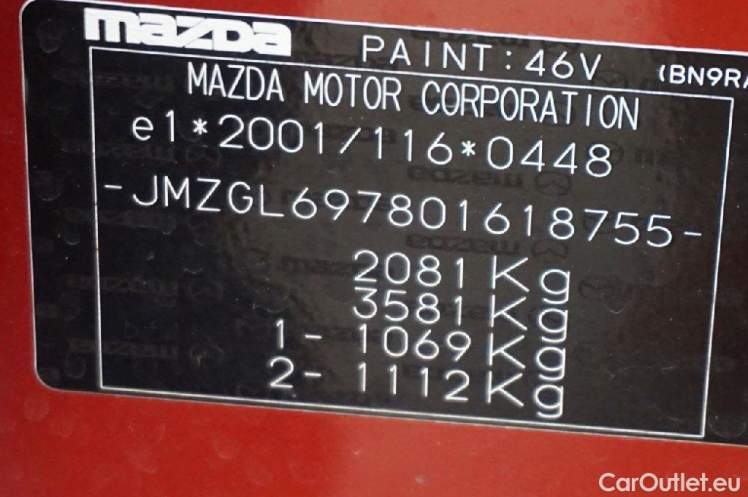 mazda PAINT: 46V (BN9RA
MAZDA MOTOR CORPORATION
e1*2001/116*0448
-JMZGL697801618755-
2081Kg
3581Kg
1- 1069Kg
2- 1112Kg
CarOutlet.eu